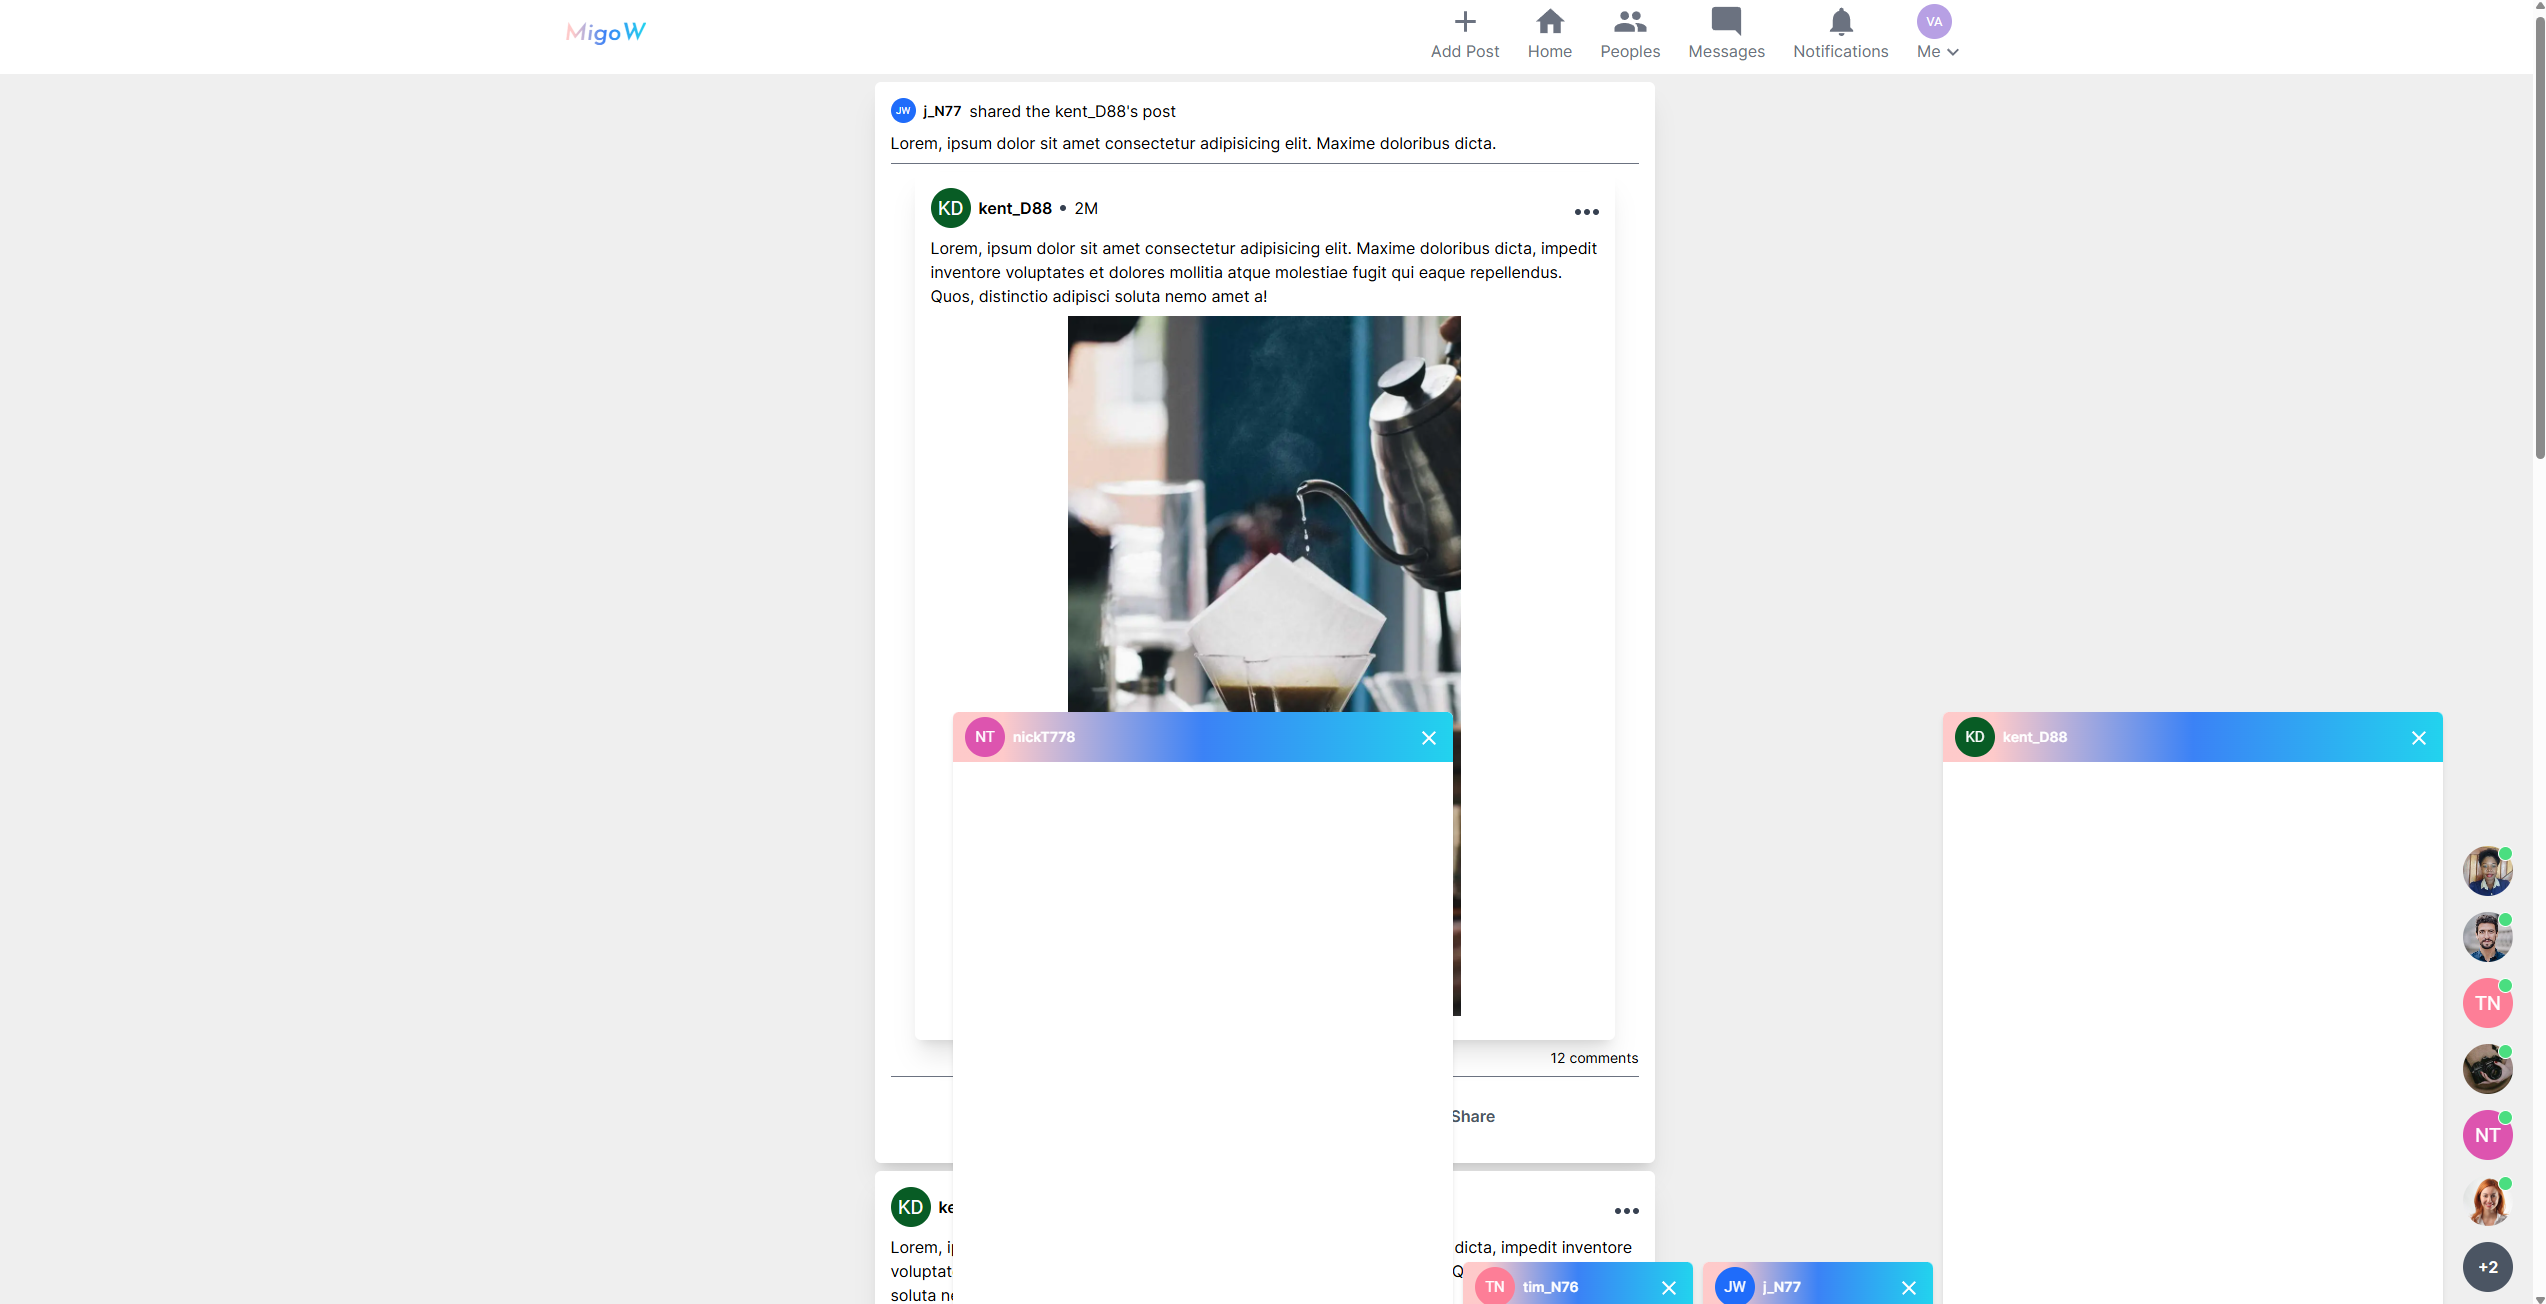 MigoW
Add Post
Home
Peoples
Messages
Notifications
VA
Me
JW j_N77 shared the kent_D88's post
Lorem, ipsum dolor sit amet consectetur adipisicing elit. Maxime doloribus dicta.
KD kent_D88 • 2M
Lorem, ipsum dolor sit amet consectetur adipisicing elit. Maxime doloribus dicta, impedit
inventore voluptates et dolores mollitia atque molestiae fugit qui eaque repellendus.
Quos, distinctio adipisci soluta nemo amet a!
NT nickT778
KD kent_D88
12 comments
Share
KD ke
Lorem, i dicta, impedit inventore
voluptat Q
soluta ne
TN tim_N76
JW j_N77
TN
NT
+2